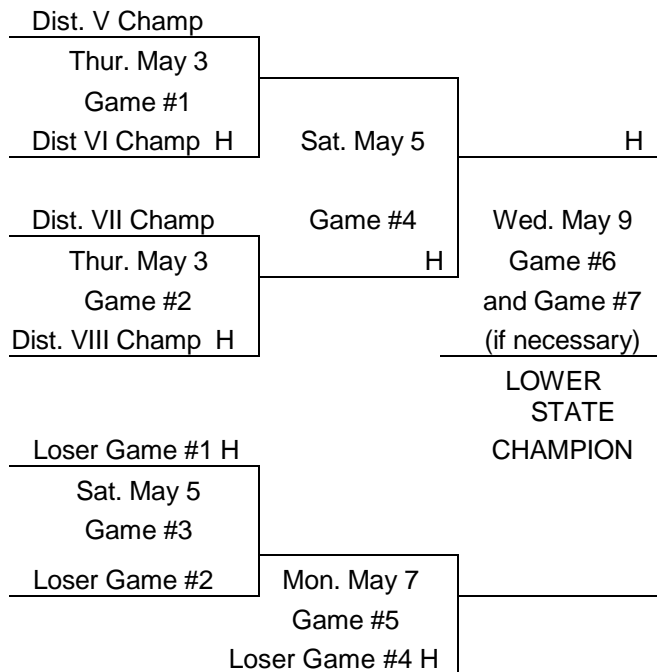 Dist. V Champ
Thur. May 3
Game #1
Dist VI Champ H
Sat. May 5
H
Dist. VII Champ
Game #4
Wed. May 9
Thur. May 3
H
Game #6
Game #2
and Game #7
Dist. VIII Champ H
(if necessary)
LOWER
STATE
Loser Game #1 H
CHAMPION
Sat. May 5
Game #3
Loser Game #2
Mon. May 7
Game #5
Loser Game #4 H